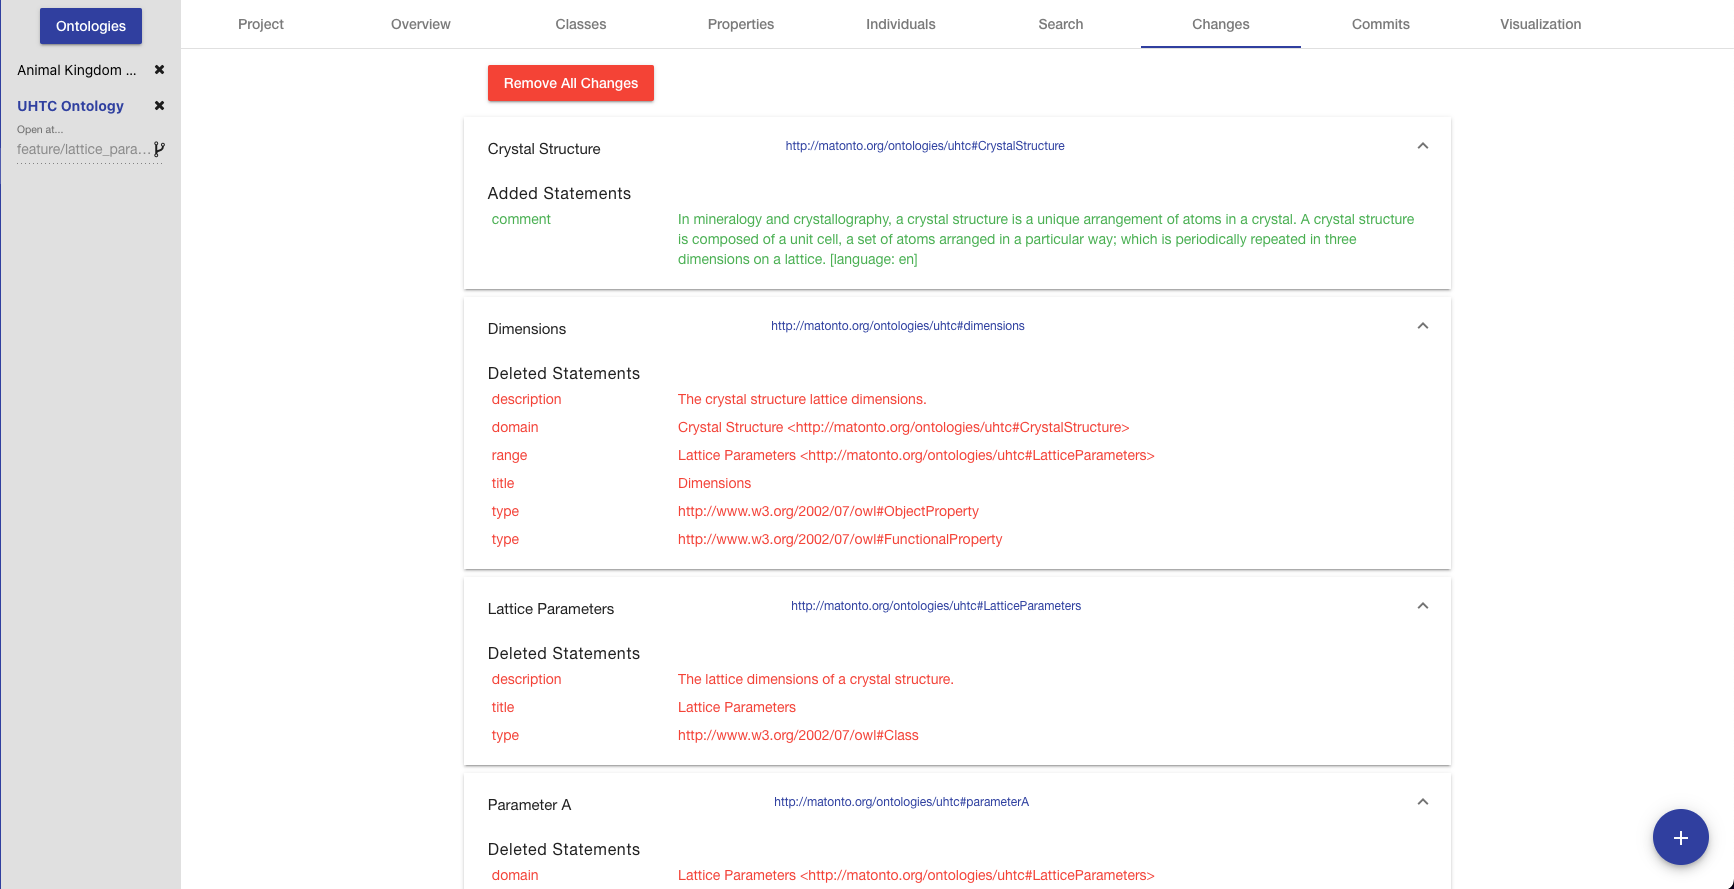 Ontologies
Animal Kingdom ...
UHTC Ontology
Open at...
feature/lattice_para...
Project Overview Classes Properties Individuals Search Changes Commits Visualization
Remove All Changes
Crystal Structure http://matonto.org/ontologies/uhtc#CrystalStructure
Added Statements
comment In mineralogy and crystallography, a crystal structure is a unique arrangement of atoms in a crystal. A crystal structure
is composed of a unit cell, a set of atoms arranged in a particular way; which is periodically repeated in three
dimensions on a lattice. [language: en]
Dimensions http://matonto.org/ontologies/uhtc#dimensions
Deleted Statements
description The crystal structure lattice dimensions.
domain Crystal Structure <http://matonto.org/ontologies/uhtc#CrystalStructure>
range Lattice Parameters <http://matonto.org/ontologies/uhtc#LatticeParameters>
title Dimensions
type http://www.w3.org/2002/07/owl#ObjectProperty
type http://www.w3.org/2002/07/owl#FunctionalProperty
Lattice Parameters http://matonto.org/ontologies/uhtc#LatticeParameters
Deleted Statements
description The lattice dimensions of a crystal structure.
title Lattice Parameters
type http://www.w3.org/2002/07/owl#Class
Parameter A http://matonto.org/ontologies/uhtc#parameterA
Deleted Statements
domain Lattice Parameters <http://matonto.org/ontologies/uhtc#LatticeParameters>